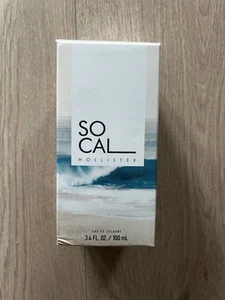 SO
CAL
HOLLISTER
EAU DE COLOGNE
3.4 FL. OZ. / 100 mL